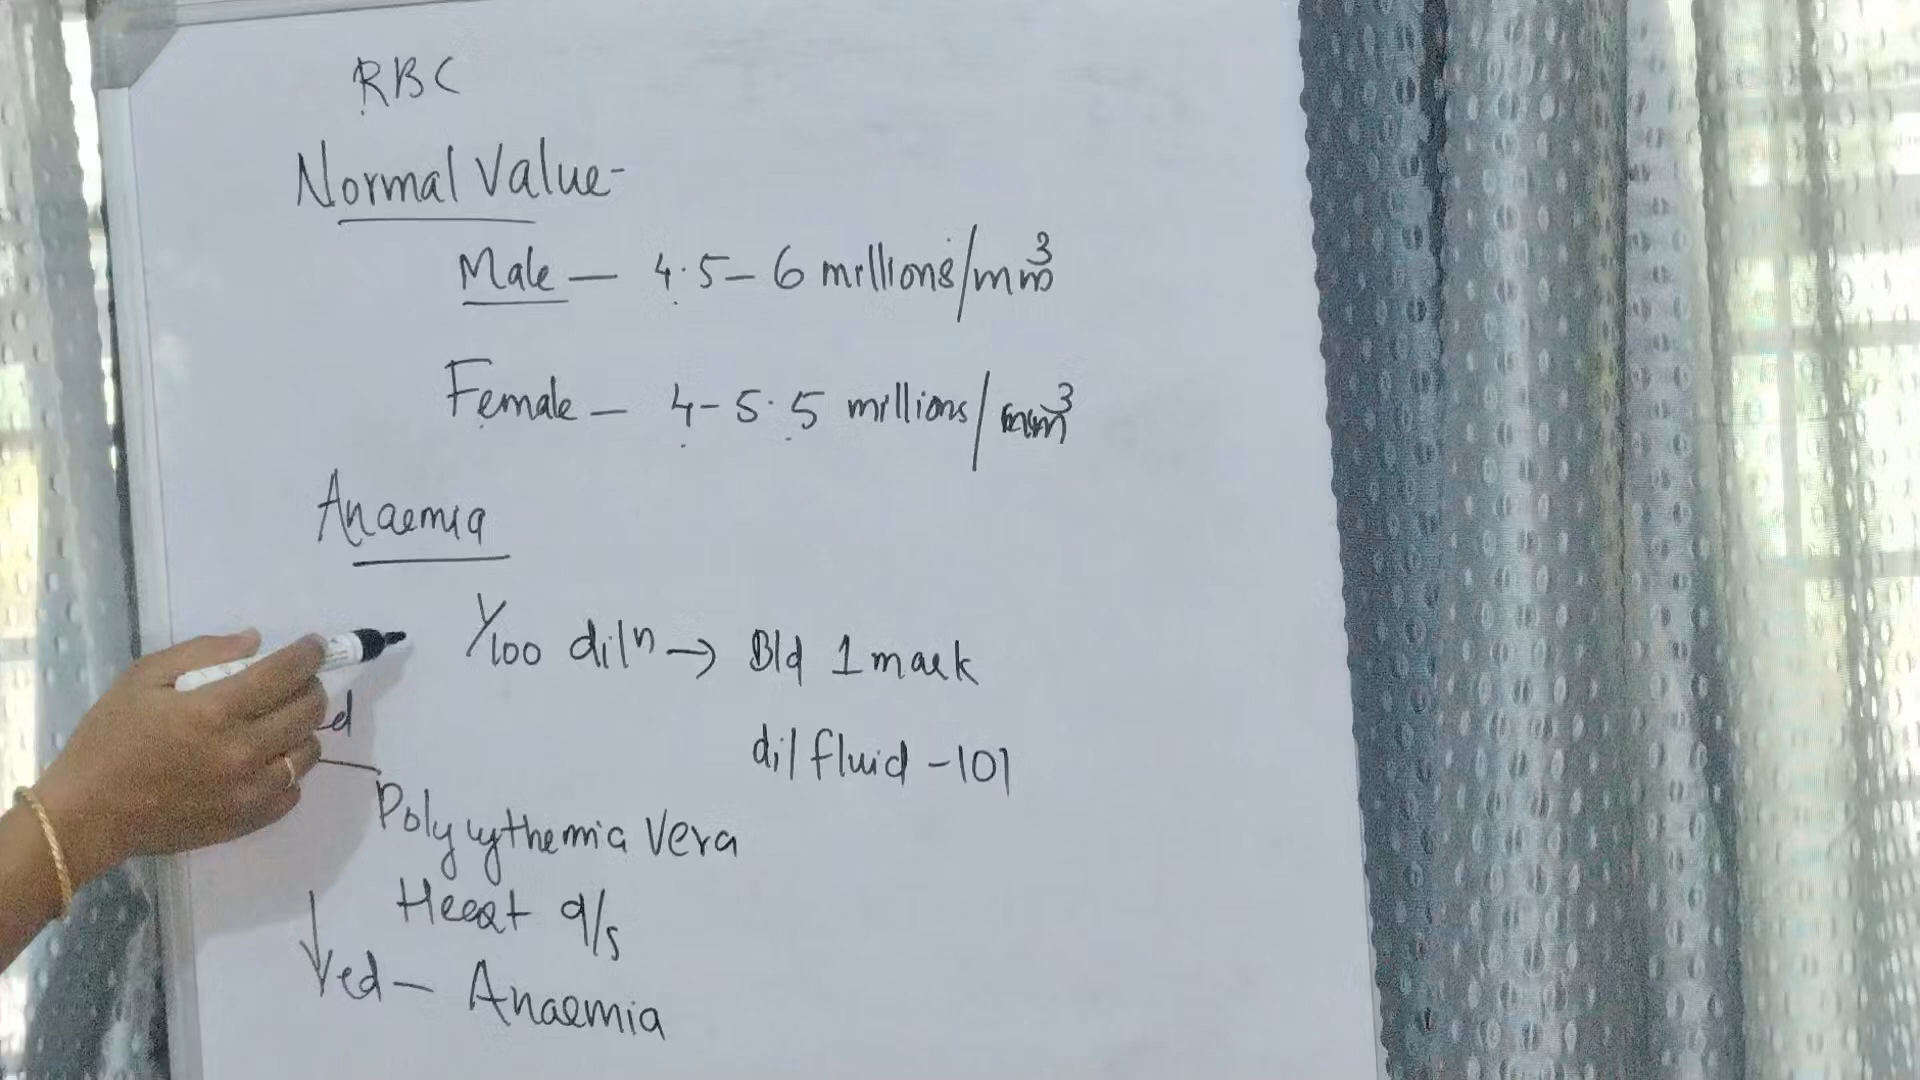 RBC
Normal Value-
Male — 4.5 – 6 millions/mm³
Female — 4 - 5.5 millions/mm³
Anaemia
1/100 dilⁿ → Bld 1 mark
dil fluid - 101
Polycythemia Vera
Heart d/s
↓ed — Anaemia